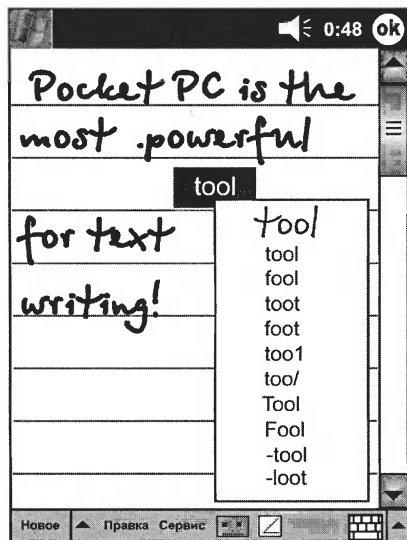 0:48 ok
Pocket PC is the
most .powerful
tool
for text
writing!
tool
tool
fool
toot
foot
too1
too/
Tool
Fool
-tool
-loot
Новое Правка Сервис